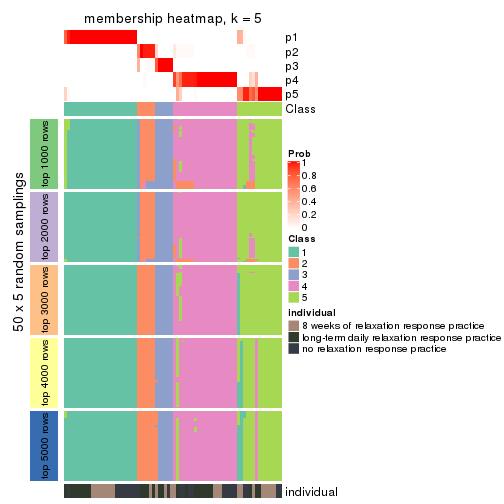 membership heatmap, k = 5
p1
p2
p3
p4
p5
Class
50 x 5 random samplings
top 1000 rows
top 2000 rows
top 3000 rows
top 4000 rows
top 5000 rows
Prob
1
0.8
0.6
0.4
0.2
0
Class
1
2
3
4
5
individual
8 weeks of relaxation response practice
long-term daily relaxation response practice
no relaxation response practice
individual